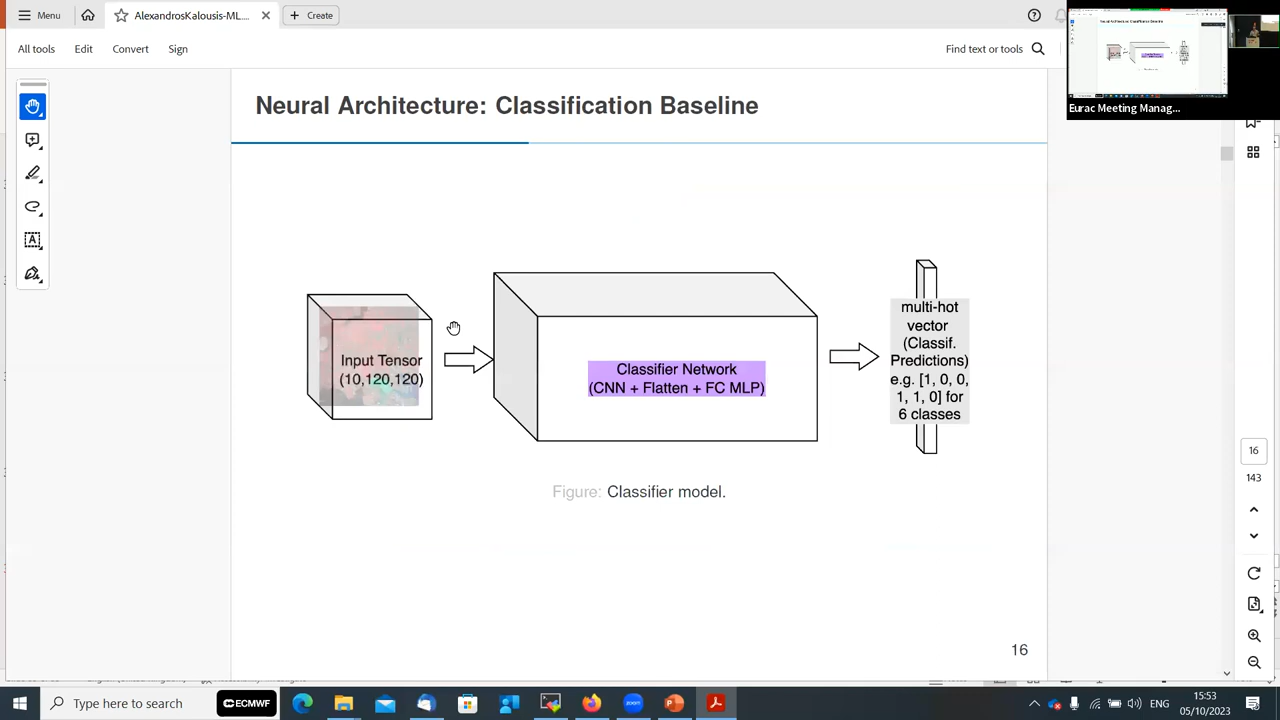 Menu
AlexandrosKalousis-ML...
Create
All tools
Edit
Convert
Sign
Find text or tools
Eurac Meeting Manag...
Neural Architecture: Classification Baseline
Input Tensor
(10,120,120)
Classifier Network
(CNN + Flatten + FC MLP)
multi-hot
vector
(Classif.
Predictions)
e.g. [1, 0, 0,
1, 1, 0] for
6 classes
Figure: Classifier model.
16
16
143
Type here to search
ECMWF
zoom
ENG
15:53
05/10/2023